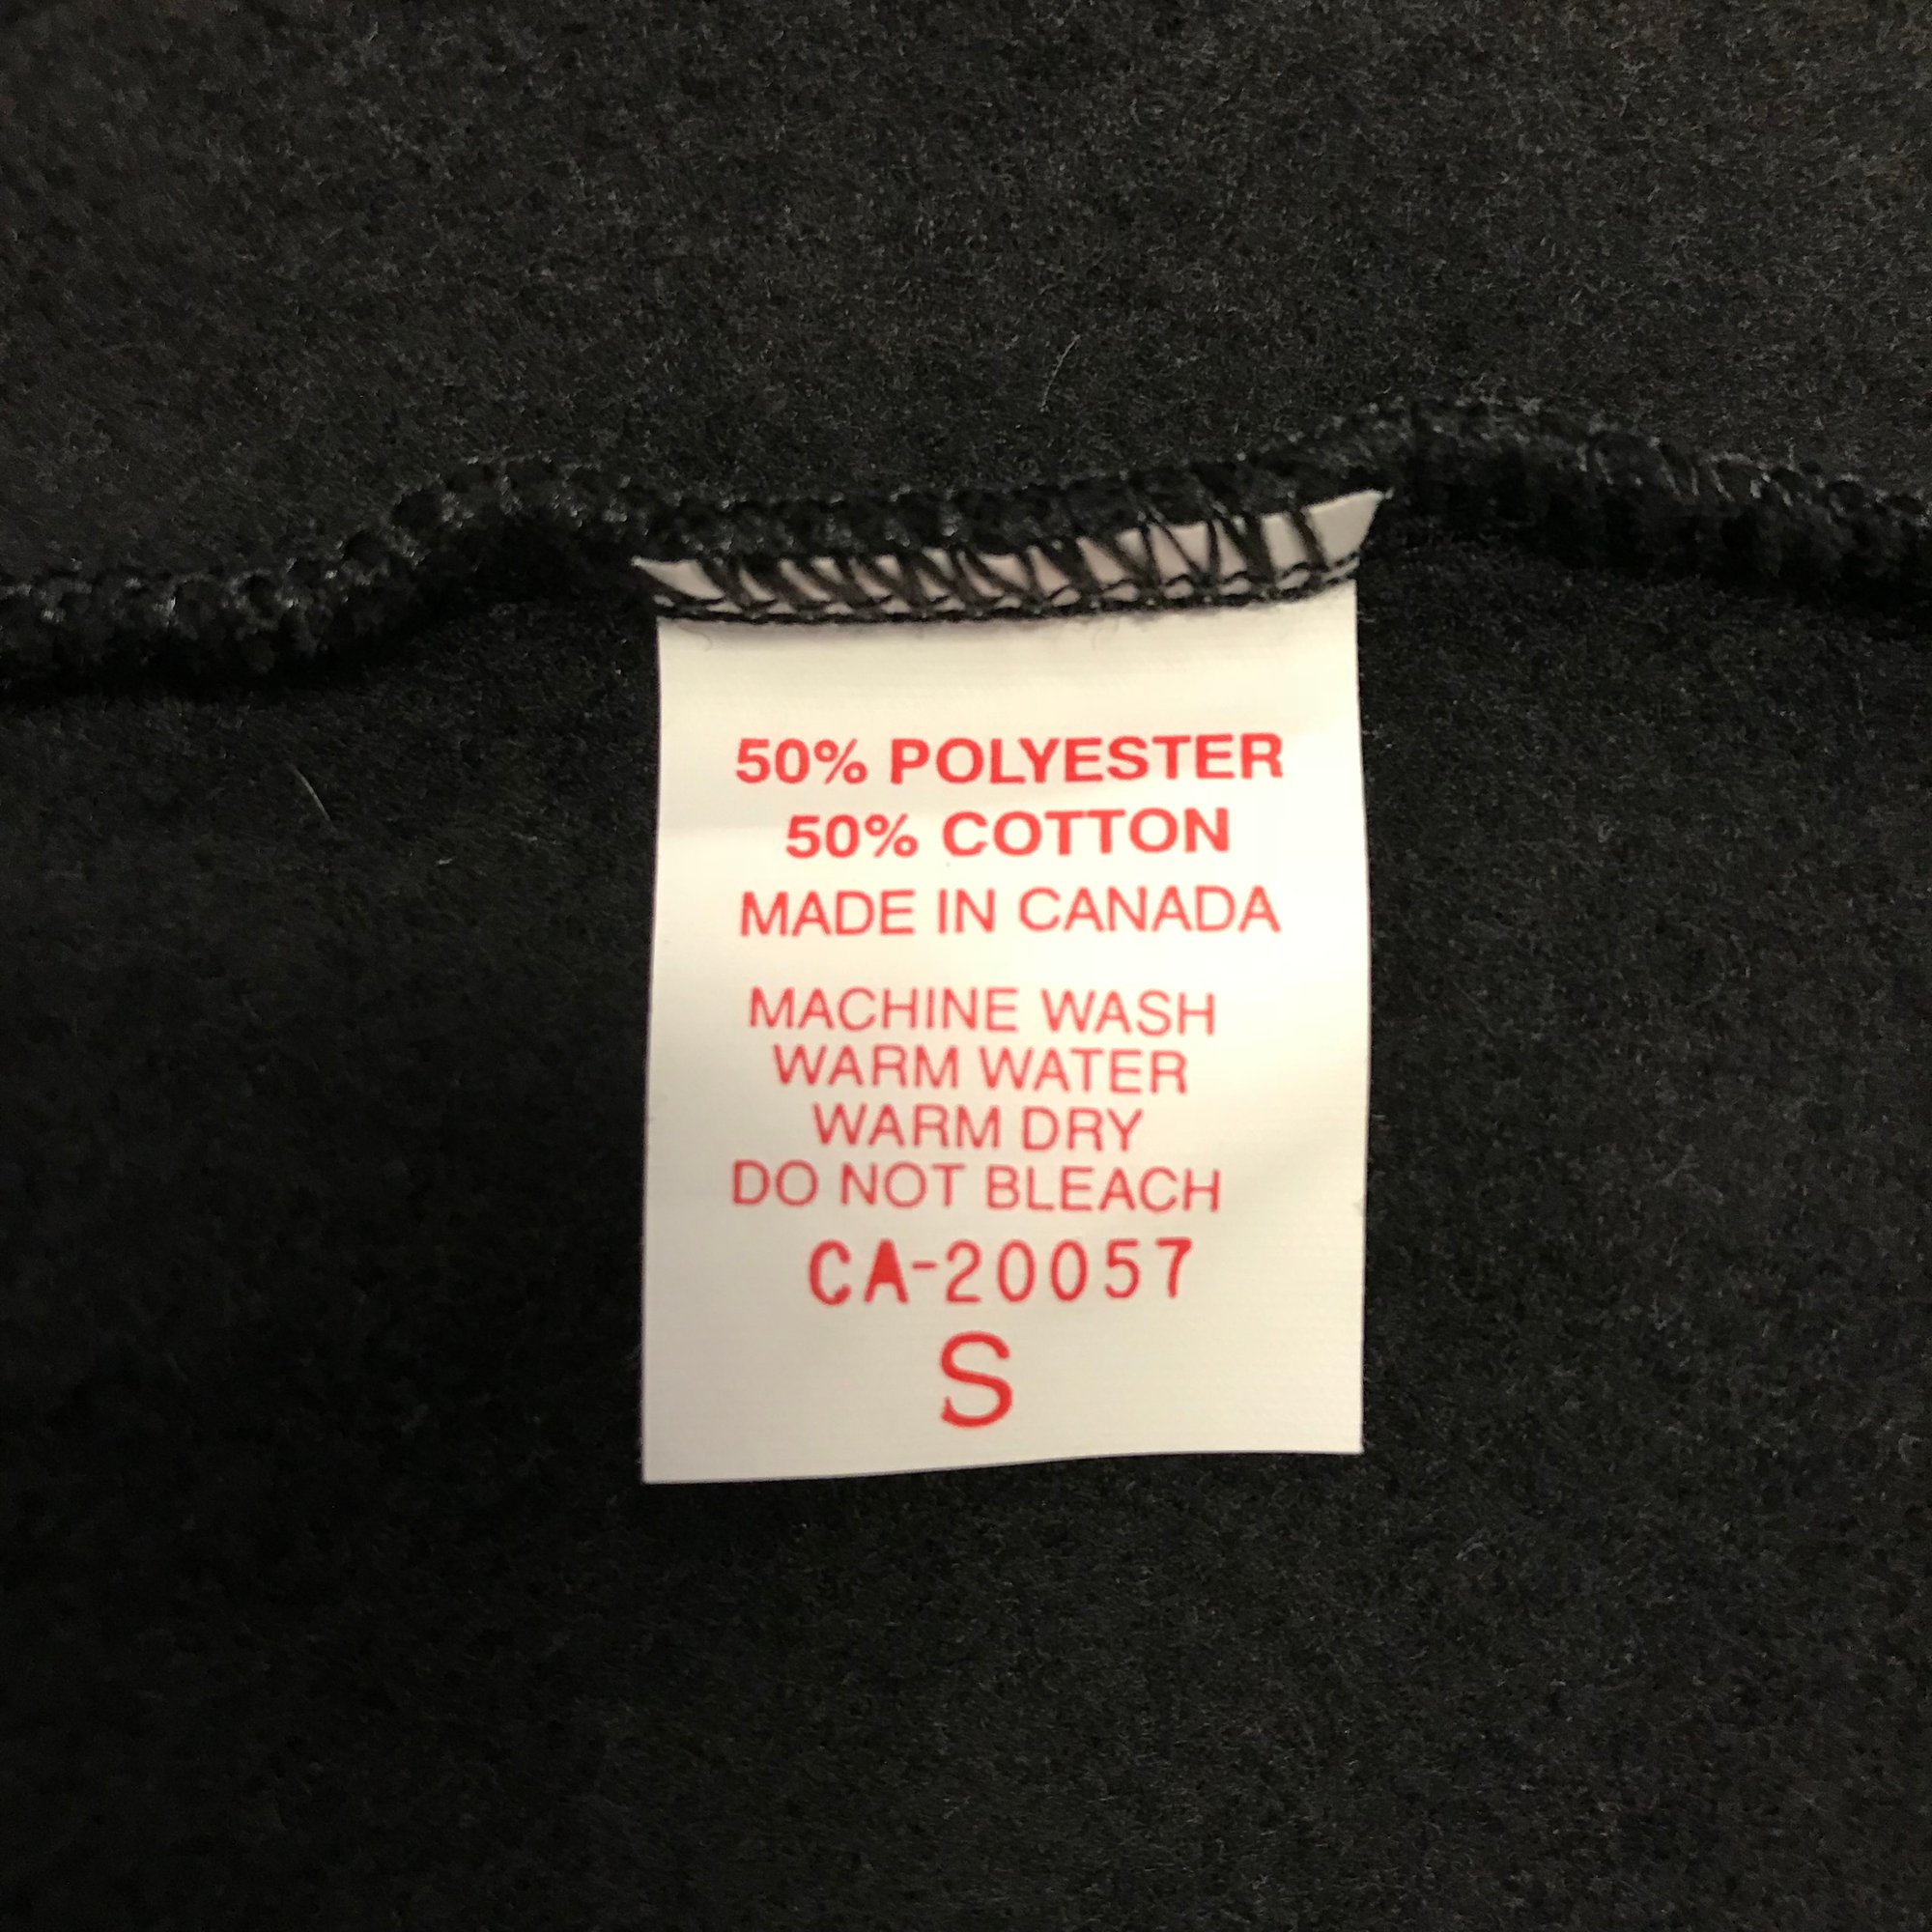 50% POLYESTER
50% COTTON
MADE IN CANADA
MACHINE WASH
WARM WATER
WARM DRY
DO NOT BLEACH
CA-20057
S